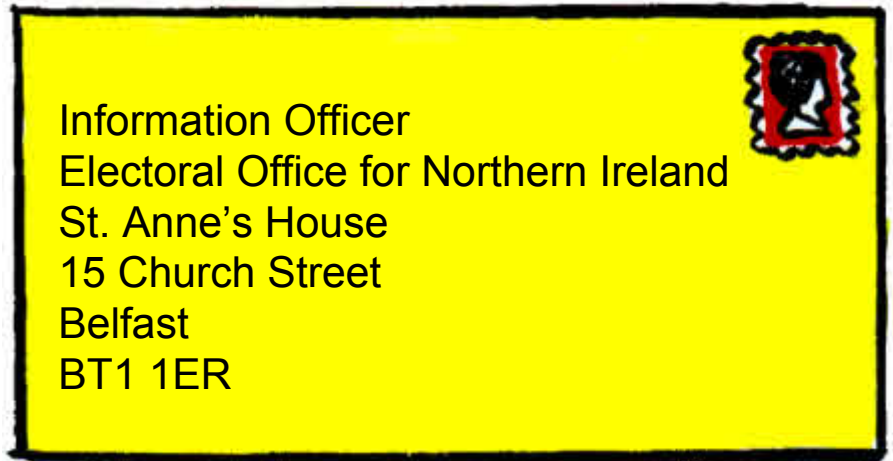 Information Officer
Electoral Office for Northern Ireland
St. Anne’s House
15 Church Street
Belfast
BT1 1ER